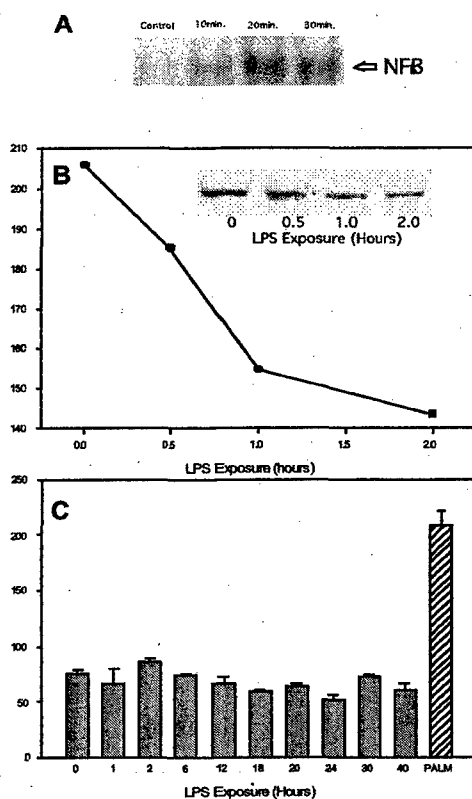 A
Control 10min. 20min. 30min.
NFB
B
210
200
190
180
170
160
150
140
0 0.5 1.0 2.0
LPS Exposure (Hours)
0.0 0.5 1.0 1.5 2.0
LPS Exposure (hours)
C
250
200
150
100
50
0
0 1 2 6 12 18 20 24 30 40 PALM
LPS Exposure (Hours)